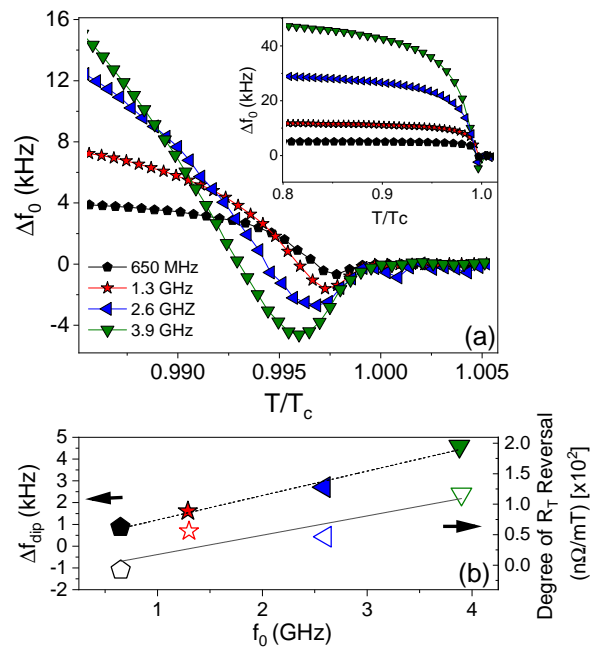 16
12
8
4
0
-4
Δf₀ (kHz)
650 MHz
1.3 GHz
2.6 GHZ
3.9 GHz
(a)
0.990
0.995
1.000
1.005
T/T_c
40
20
0
Δf₀ (kHz)
0.8
0.9
1.0
T/Tc
5
4
3
2
1
0
-1
-2
Δf_dip (kHz)
2.0
1.5
1.0
0.5
0.0
Degree of R_T Reversal
(nΩ/mT) [x10²]
(b)
1
2
3
4
f₀ (GHz)